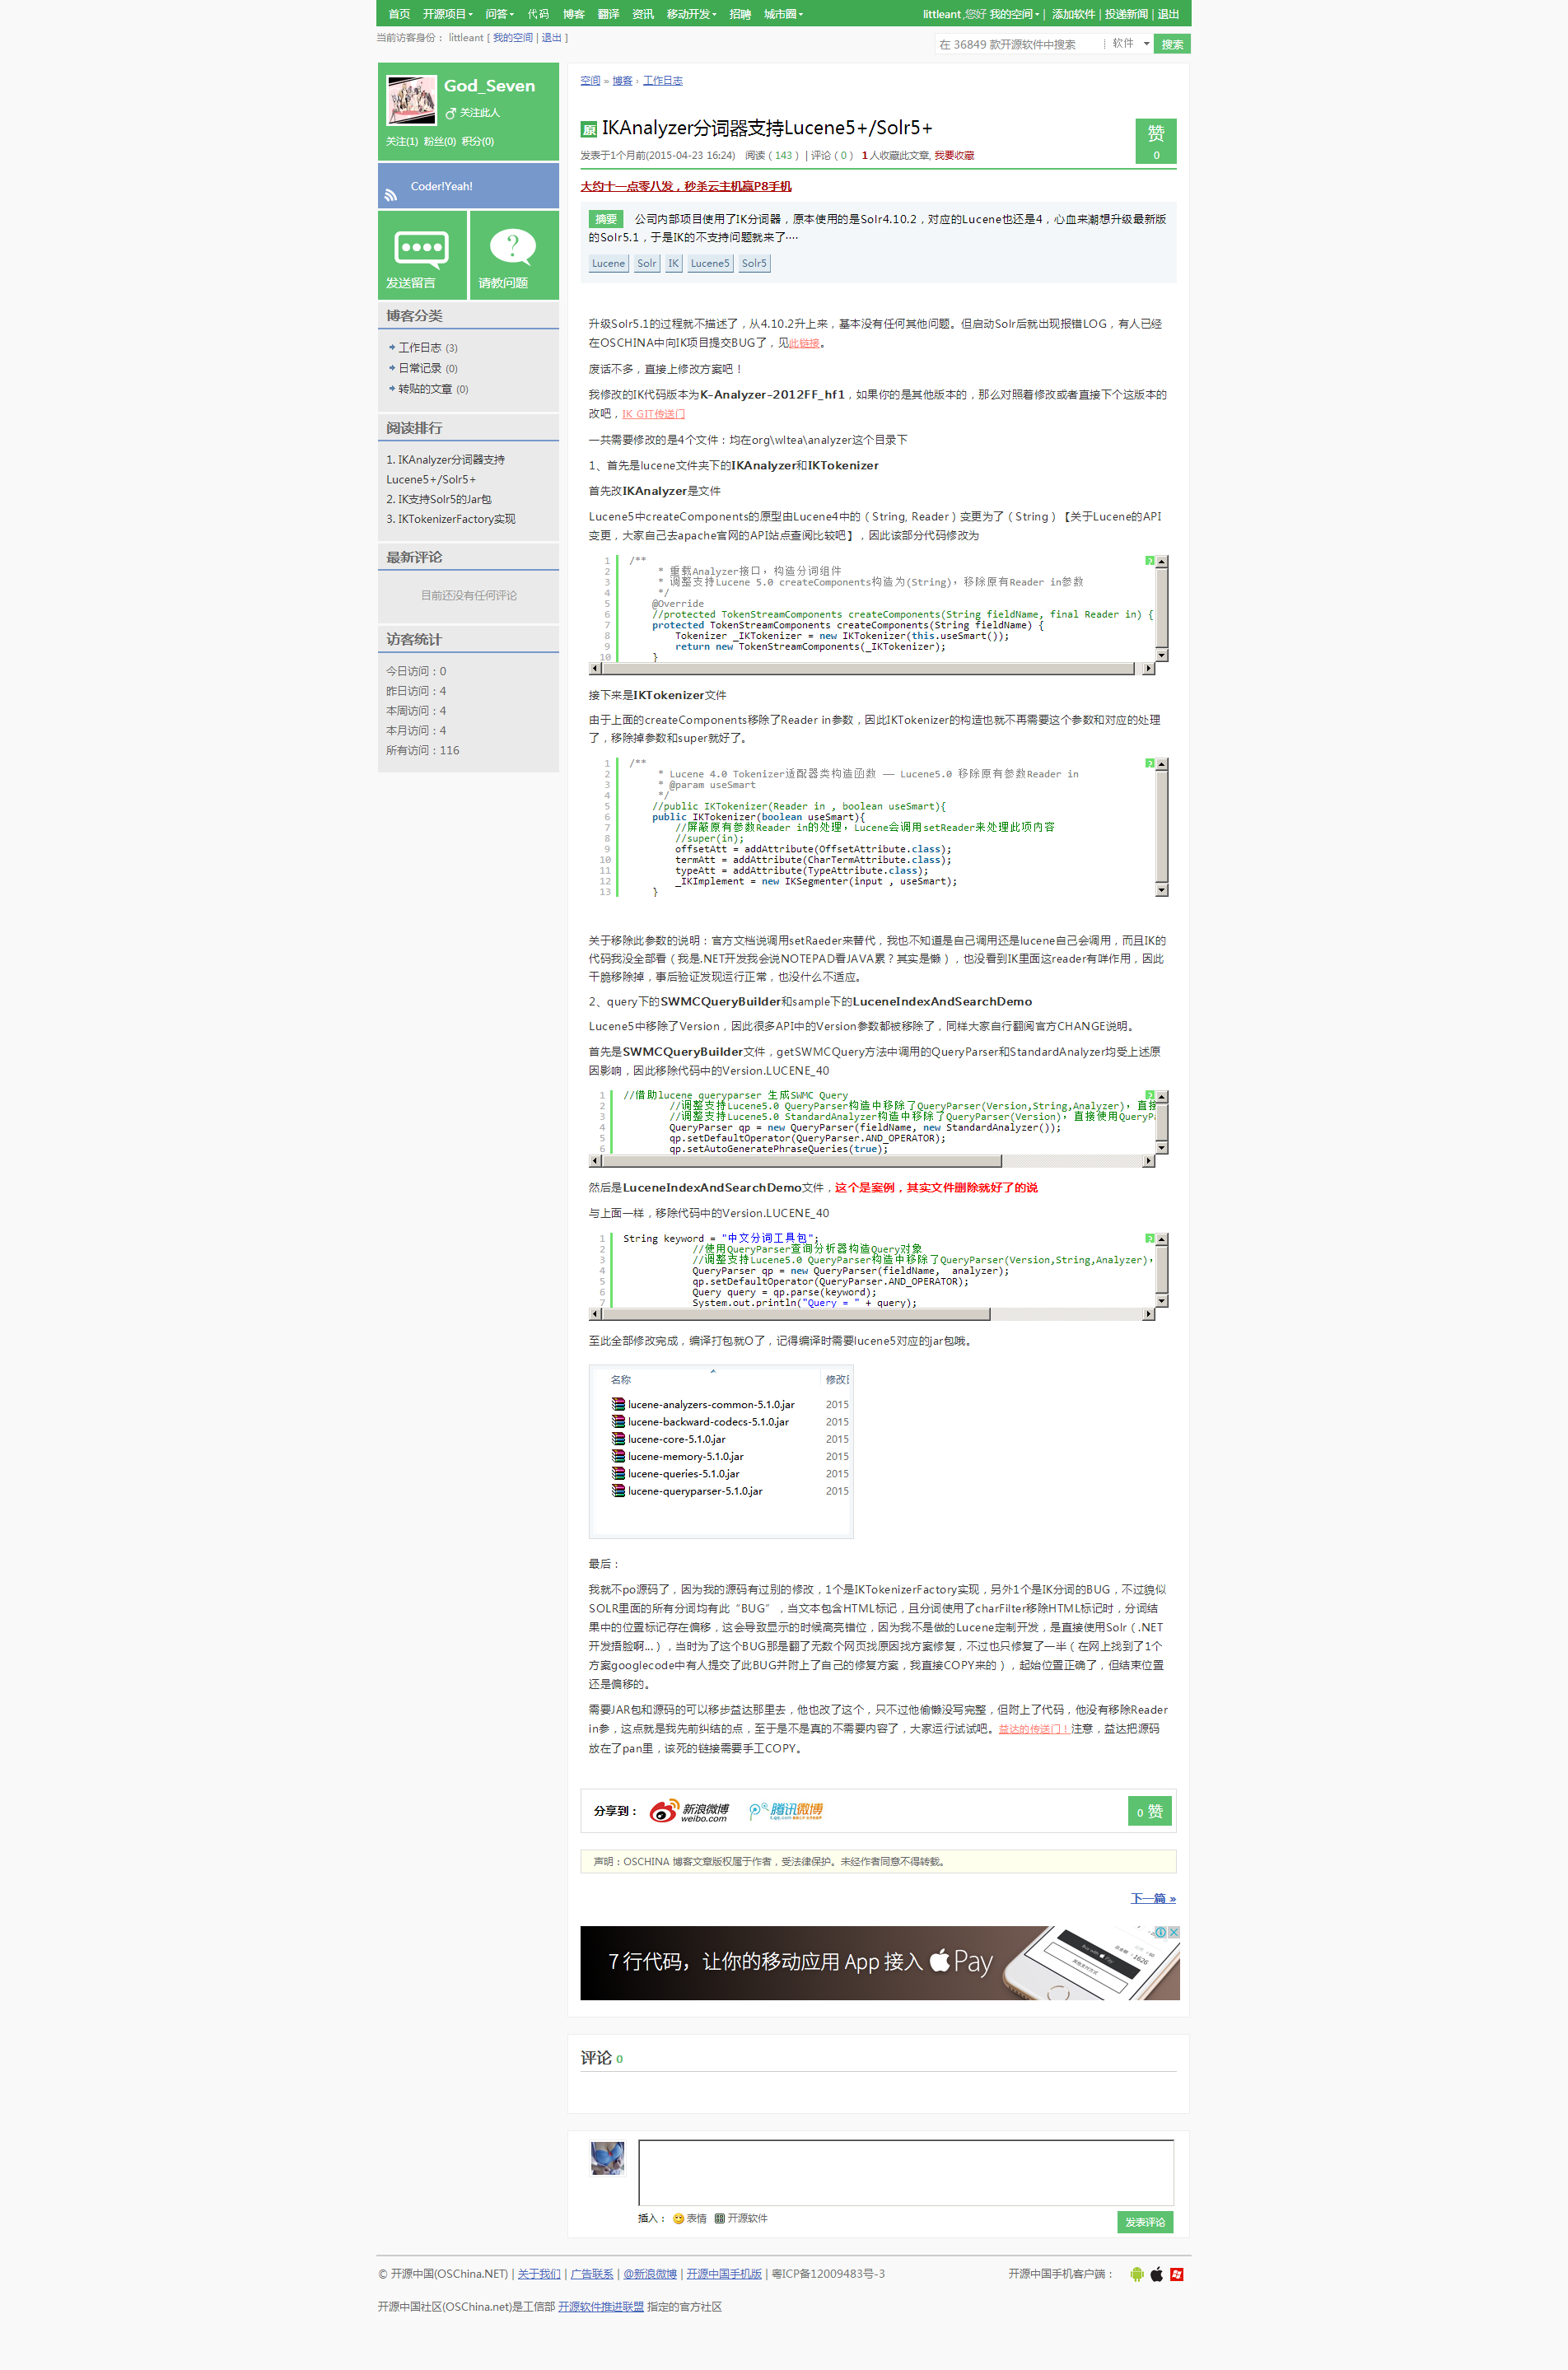 首页 开源项目 问答 代码 博客 翻译 资讯 移动开发 招聘 城市圈 littleant ,您好 我的空间 | 添加软件 | 投递新闻 | 退出
当前访客身份： littleant [ 我的空间 | 退出 ]
在 36849 款开源软件中搜索 软件 搜索
God_Seven
关注此人
关注(1) 粉丝(0) 积分(0)
Coder!Yeah!
发送留言 请教问题
博客分类
工作日志 (3)
日常记录 (0)
转贴的文章 (0)
阅读排行
1. IKAnalyzer分词器支持
Lucene5+/Solr5+
2. IK支持Solr5的Jar包
3. IKTokenizerFactory实现
最新评论
目前还没有任何评论
访客统计
今日访问：0
昨日访问：4
本周访问：4
本月访问：4
所有访问：116
空间 » 博客 › 工作日志
原 IKAnalyzer分词器支持Lucene5+/Solr5+
赞
0
发表于1个月前(2015-04-23 16:24) 阅读（143） | 评论（0） 1人收藏此文章, 我要收藏
大约十一点零八发，秒杀云主机赢P8手机
摘要 公司内部项目使用了IK分词器，原本使用的是Solr4.10.2，对应的Lucene也还是4，心血来潮想升级最新版
的Solr5.1，于是IK的不支持问题就来了····
Lucene Solr IK Lucene5 Solr5
升级Solr5.1的过程就不描述了，从4.10.2升上来，基本没有任何其他问题。但启动Solr后就出现报错LOG，有人已经
在OSCHINA中向IK项目提交BUG了，见此链接。
废话不多，直接上修改方案吧！
我修改的IK代码版本为K-Analyzer-2012FF_hf1，如果你的是其他版本的，那么对照着修改或者直接下个这版本的
改吧，IK GIT传送门
一共需要修改的是4个文件：均在org\wltea\analyzer这个目录下
1、首先是lucene文件夹下的IKAnalyzer和IKTokenizer
首先改IKAnalyzer是文件
Lucene5中createComponents的原型由Lucene4中的（String, Reader）变更为了（String）【关于Lucene的API
变更，大家自己去apache官网的API站点查阅比较吧】，因此该部分代码修改为
1 /**
2 * 重载Analyzer接口，构造分词组件
3 * 调整支持Lucene 5.0 createComponents构造为(String)，移除原有Reader in参数
4 */
5 @Override
6 //protected TokenStreamComponents createComponents(String fieldName, final Reader in) {
7 protected TokenStreamComponents createComponents(String fieldName) {
8 Tokenizer _IKTokenizer = new IKTokenizer(this.useSmart());
9 return new TokenStreamComponents(_IKTokenizer);
10 }
接下来是IKTokenizer文件
由于上面的createComponents移除了Reader in参数，因此IKTokenizer的构造也就不再需要这个参数和对应的处理
了，移除掉参数和super就好了。
1 /**
2 * Lucene 4.0 Tokenizer适配器类构造函数 —— Lucene5.0 移除原有参数Reader in
3 * @param useSmart
4 */
5 //public IKTokenizer(Reader in , boolean useSmart){
6 public IKTokenizer(boolean useSmart){
7 //屏蔽原有参数Reader in的处理，Lucene会调用setReader来处理此项内容
8 //super(in);
9 offsetAtt = addAttribute(OffsetAttribute.class);
10 termAtt = addAttribute(CharTermAttribute.class);
11 typeAtt = addAttribute(TypeAttribute.class);
12 _IKImplement = new IKSegmenter(input , useSmart);
13 }
关于移除此参数的说明：官方文档说调用setRaeder来替代，我也不知道是自己调用还是lucene自己会调用，而且IK的
代码我没全部看（我是.NET开发我会说NOTEPAD看JAVA累？其实是懒），也没看到IK里面这reader有咩作用，因此
干脆移除掉，事后验证发现运行正常，也没什么不适应。
2、query下的SWMCQueryBuilder和sample下的LuceneIndexAndSearchDemo
Lucene5中移除了Version，因此很多API中的Version参数都被移除了，同样大家自行翻阅官方CHANGE说明。
首先是SWMCQueryBuilder文件，getSWMCQuery方法中调用的QueryParser和StandardAnalyzer均受上述原
因影响，因此移除代码中的Version.LUCENE_40
1 //借助lucene queryparser 生成SWMC Query
2 //调整支持Lucene5.0 QueryParser构造中移除了QueryParser(Version,String,Analyzer)，直接
3 //调整支持Lucene5.0 StandardAnalyzer构造中移除了QueryParser(Version)，直接使用QueryPa
4 QueryParser qp = new QueryParser(fieldName, new StandardAnalyzer());
5 qp.setDefaultOperator(QueryParser.AND_OPERATOR);
6 qp.setAutoGeneratePhraseQueries(true);
然后是LuceneIndexAndSearchDemo文件，这个是案例，其实文件删除就好了的说
与上面一样，移除代码中的Version.LUCENE_40
1 String keyword = "中文分词工具包";
2 //使用QueryParser查询分析器构造Query对象
3 //调整支持Lucene5.0 QueryParser构造中移除了QueryParser(Version,String,Analyzer)，
4 QueryParser qp = new QueryParser(fieldName, analyzer);
5 qp.setDefaultOperator(QueryParser.AND_OPERATOR);
6 Query query = qp.parse(keyword);
7 System.out.println("Query = " + query);
至此全部修改完成，编译打包就O了，记得编译时需要lucene5对应的jar包哦。
名称 修改日
lucene-analyzers-common-5.1.0.jar 2015
lucene-backward-codecs-5.1.0.jar 2015
lucene-core-5.1.0.jar 2015
lucene-memory-5.1.0.jar 2015
lucene-queries-5.1.0.jar 2015
lucene-queryparser-5.1.0.jar 2015
最后：
我就不po源码了，因为我的源码有过别的修改，1个是IKTokenizerFactory实现，另外1个是IK分词的BUG，不过貌似
SOLR里面的所有分词均有此“BUG”，当文本包含HTML标记，且分词使用了charFilter移除HTML标记时，分词结
果中的位置标记存在偏移，这会导致显示的时候高亮错位，因为我不是做的Lucene定制开发，是直接使用Solr（.NET
开发捂脸啊...），当时为了这个BUG那是翻了无数个网页找原因找方案修复，不过也只修复了一半（在网上找到了1个
方案googlecode中有人提交了此BUG并附上了自己的修复方案，我直接COPY来的），起始位置正确了，但结束位置
还是偏移的。
需要JAR包和源码的可以移步益达那里去，他也改了这个，只不过他偷懒没写完整，但附上了代码，他没有移除Reader
in参，这点就是我先前纠结的点，至于是不是真的不需要内容了，大家运行试试吧。益达的传送门！注意，益达把源码
放在了pan里，该死的链接需要手工COPY。
分享到： 新浪微博 weibo.com 腾讯微博 t.qq.com 0 赞
声明：OSCHINA 博客文章版权属于作者，受法律保护。未经作者同意不得转载。
下一篇 »
7 行代码，让你的移动应用 App 接入 Pay
评论 0
插入： 表情 开源软件 发表评论
© 开源中国(OSChina.NET) | 关于我们 | 广告联系 | @新浪微博 | 开源中国手机版 | 粤ICP备12009483号-3 开源中国手机客户端：
开源中国社区(OSChina.net)是工信部 开源软件推进联盟 指定的官方社区